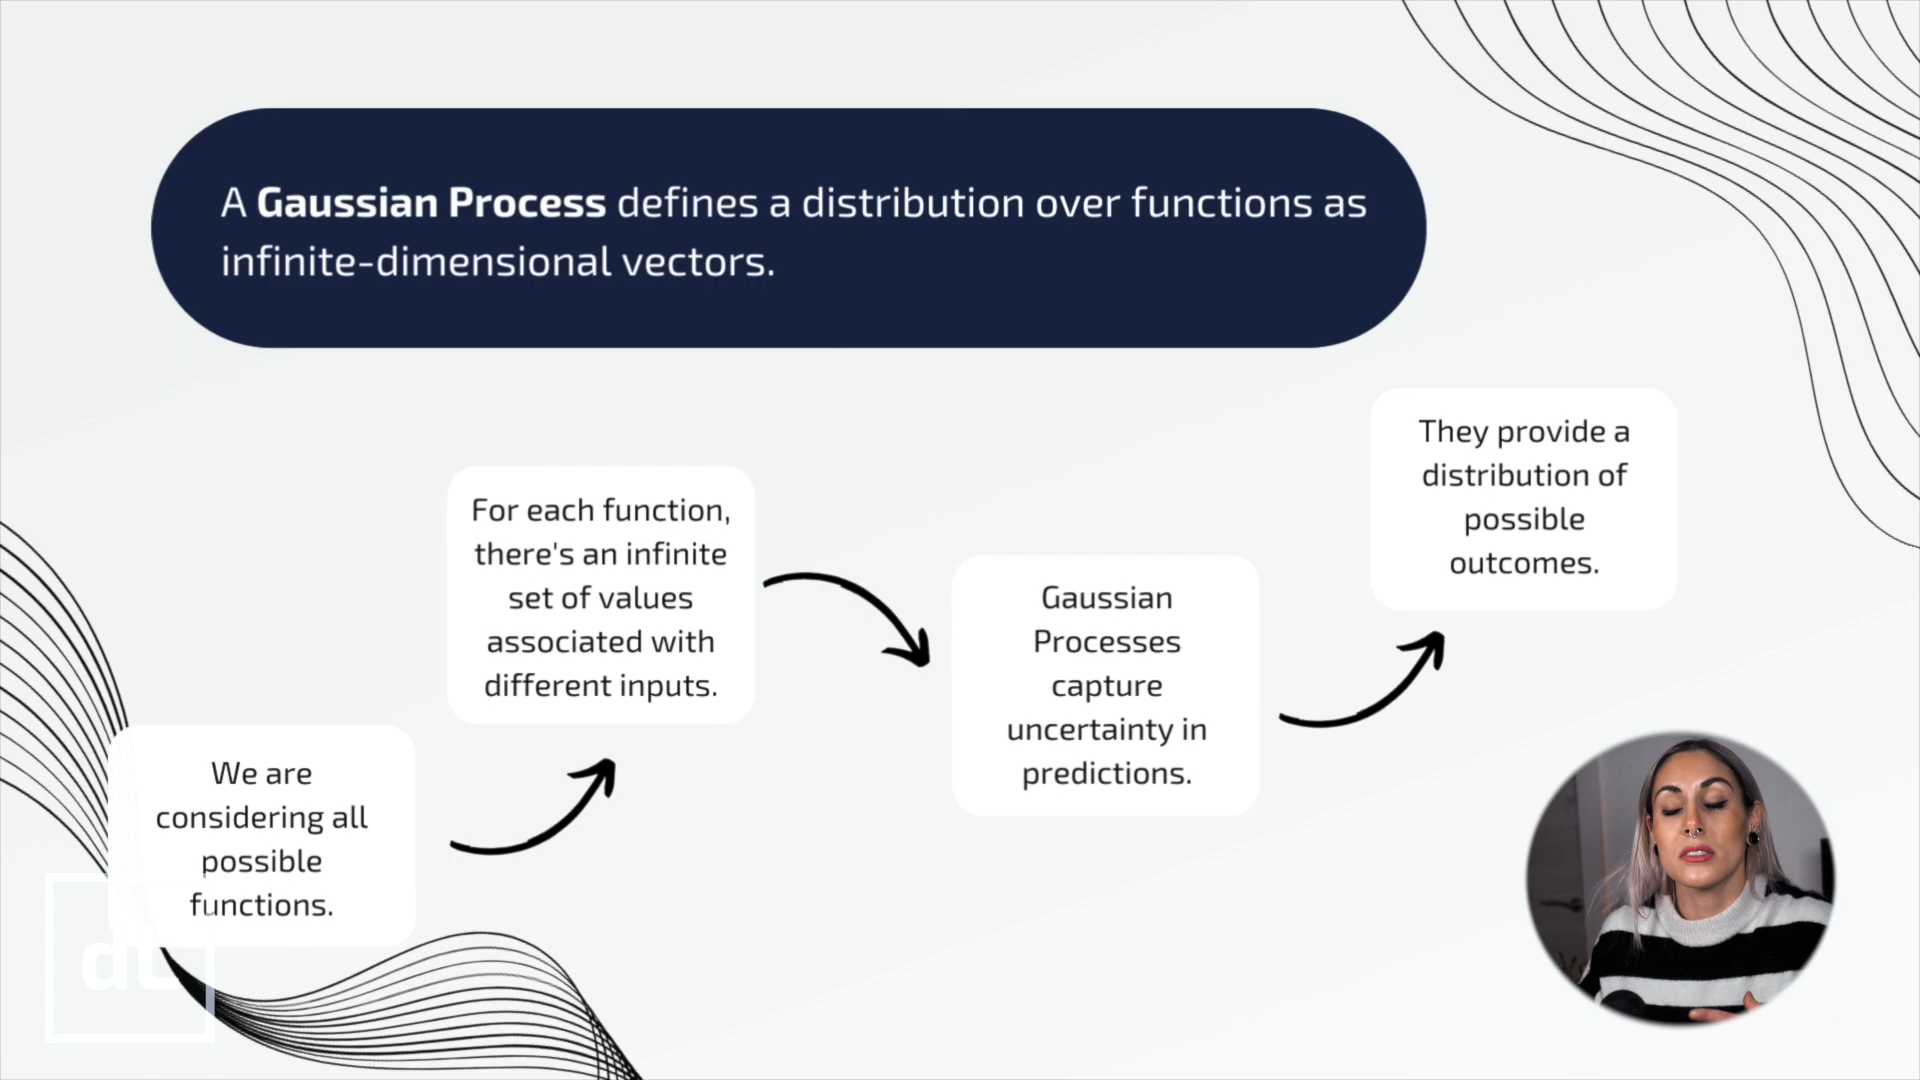 A Gaussian Process defines a distribution over functions as
infinite-dimensional vectors.
We are
considering all
possible
functions.
For each function,
there's an infinite
set of values
associated with
different inputs.
Gaussian
Processes
capture
uncertainty in
predictions.
They provide a
distribution of
possible
outcomes.
dt